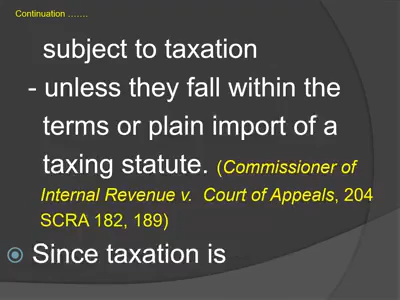 Continuation …….
subject to taxation
- unless they fall within the
terms or plain import of a
taxing statute. (Commissioner of
Internal Revenue v. Court of Appeals, 204
SCRA 182, 189)
Since taxation is